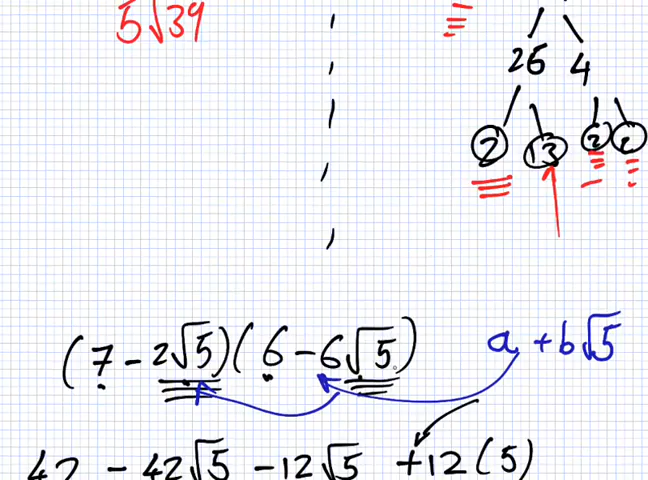 5√39
26 4
2 13 2 2
(7 - 2√5)(6 - 6√5) a + b√5
42 - 42√5 - 12√5 + 12(5)